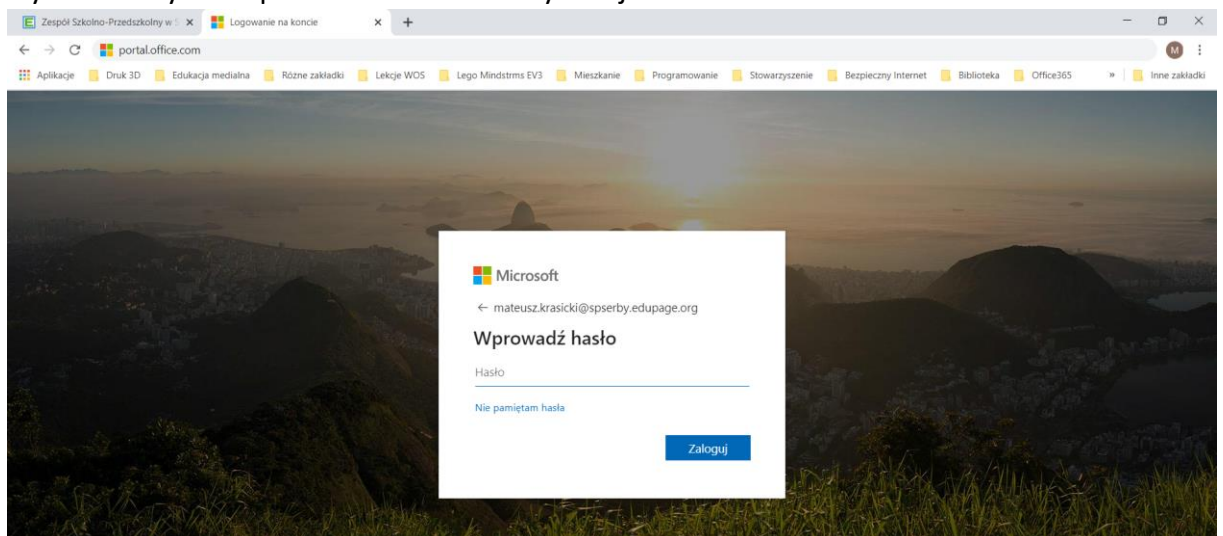 Zespół Szkolno-Przedszkolny w S
Logowanie na koncie
portal.office.com
M
Aplikacje Druk 3D Edukacja medialna Różne zakładki Lekcje WOS Lego Mindstrms EV3 Mieszkanie Programowanie Stowarzyszenie Bezpieczny Internet Biblioteka Office365 » Inne zakładki
Microsoft
← mateusz.krasicki@spserby.edupage.org
Wprowadź hasło
Hasło
Nie pamiętam hasła
Zaloguj